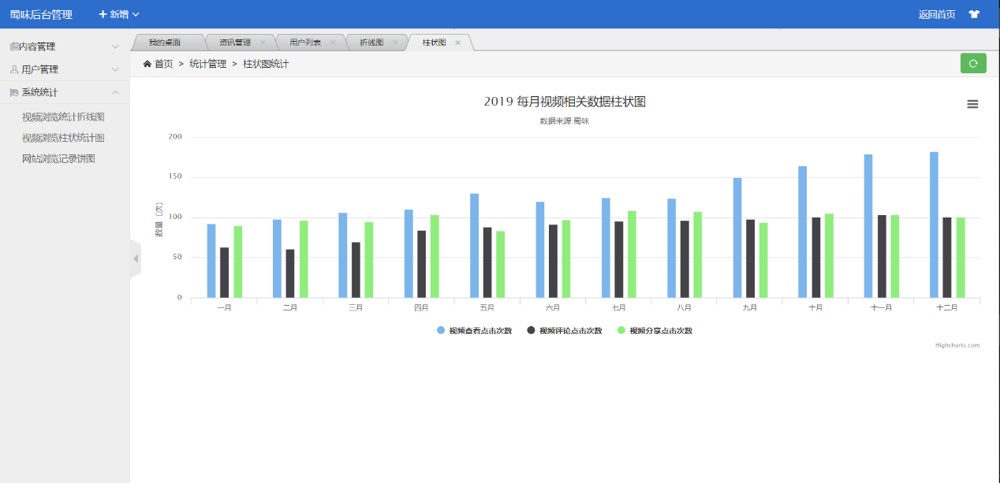 蜀味后台管理 新增 返回首页
内容管理
用户管理
系统统计
视频浏览统计折线图
视频浏览柱状统计图
网站浏览记录饼图
我的桌面 资讯管理 用户列表 折线图 柱状图
首页 > 统计管理 > 柱状图统计
2019 每月视频相关数据柱状图
数据来源:蜀味
数量（次）
200
150
100
50
0
一月 二月 三月 四月 五月 六月 七月 八月 九月 十月 十一月 十二月
视频查看点击次数 视频评论点击次数 视频分享点击次数
Highcharts.com